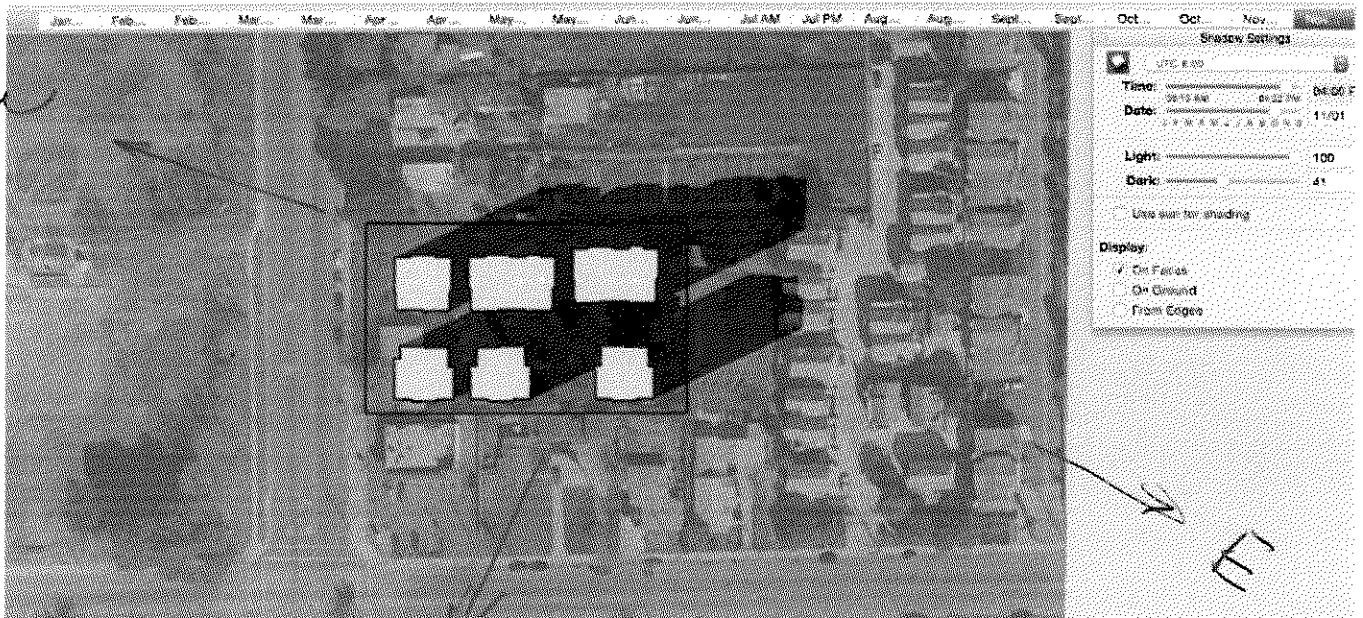 Jan... Feb... Feb... Mar... Mar... Apr... Apr... May... May... Jun... Jun... Jul AM Jul PM Aug... Aug... Sept... Sept... Oct... Oct... Nov...
Shadow Settings
Time: 04:00 P
Date: 11/01
J F M A M J J A S O N D
Light: 100
Dark: 41
Use sun for shading
Display:
✓ On Faces
On Ground
From Edges
E